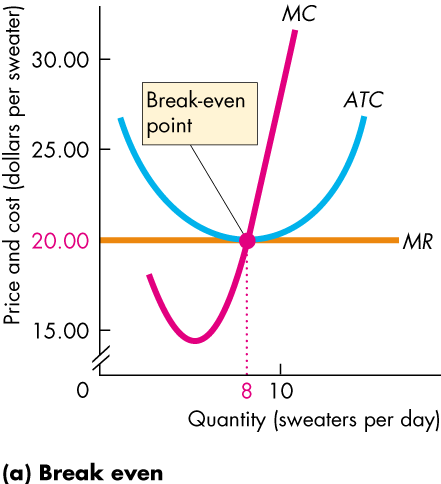 Price and cost (dollars per sweater)
MC
30.00
Break-even
point
ATC
25.00
20.00
MR
15.00
0
8
10
Quantity (sweaters per day)
(a) Break even